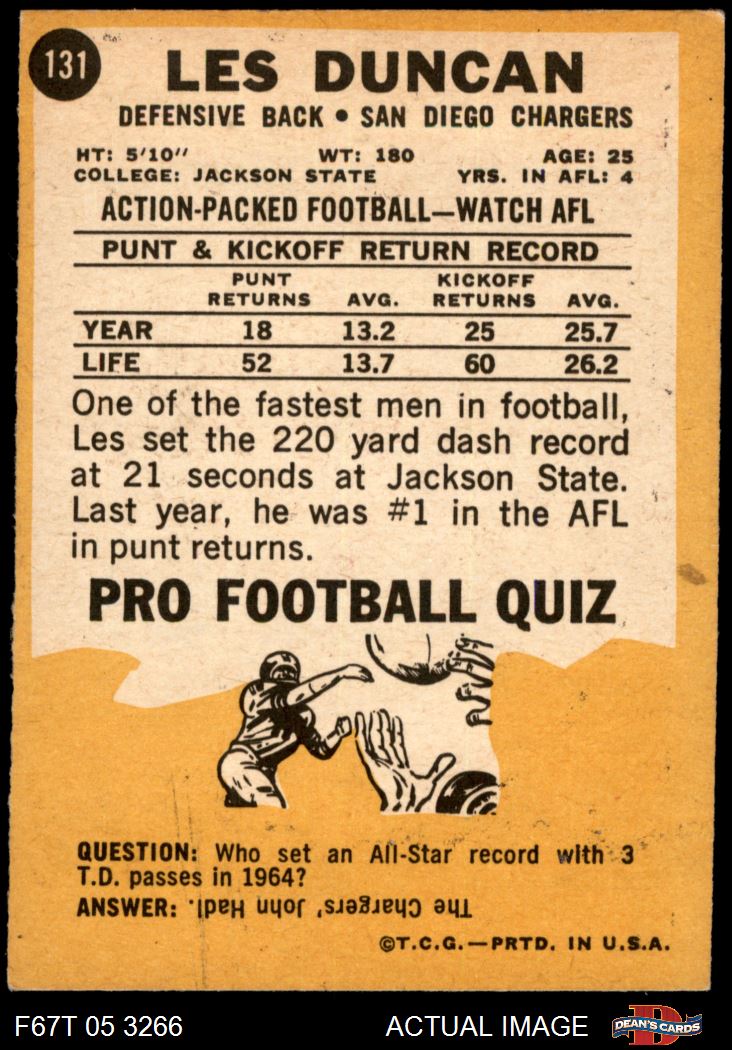 131
LES DUNCAN
DEFENSIVE BACK • SAN DIEGO CHARGERS
HT: 5'10" WT: 180 AGE: 25
COLLEGE: JACKSON STATE YRS. IN AFL: 4
ACTION-PACKED FOOTBALL—WATCH AFL
PUNT & KICKOFF RETURN RECORD
PUNT KICKOFF
RETURNS AVG. RETURNS AVG.
YEAR 18 13.2 25 25.7
LIFE 52 13.7 60 26.2
One of the fastest men in football,
Les set the 220 yard dash record
at 21 seconds at Jackson State.
Last year, he was #1 in the AFL
in punt returns.
PRO FOOTBALL QUIZ
QUESTION: Who set an All-Star record with 3
T.D. passes in 1964?
ANSWER: The Chargers', John Hadl.
©T.C.G.—PRTD. IN U.S.A.
F67T 05 3266 ACTUAL IMAGE DEAN'S CARDS